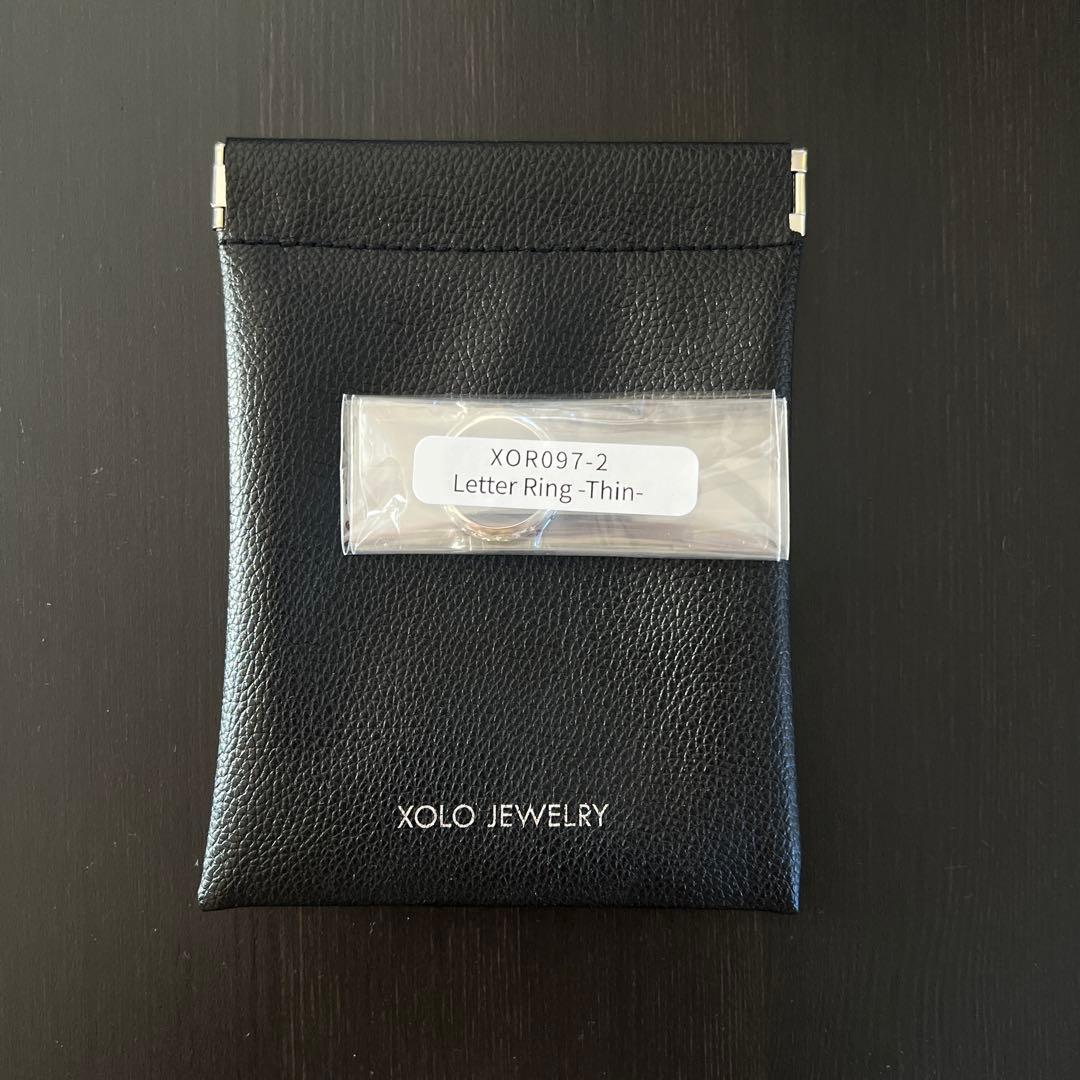 XOR097-2
Letter Ring -Thin-
XOLO JEWELRY